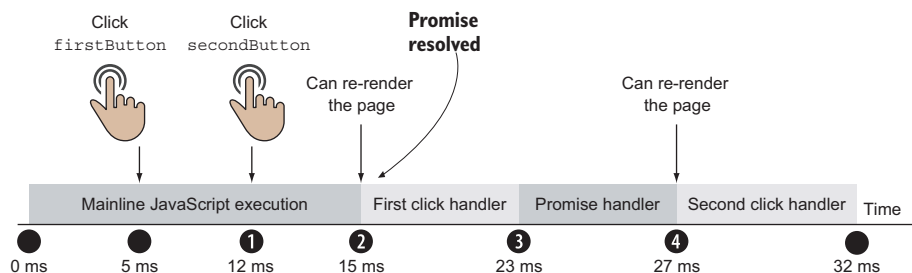 Click
firstButton
Click
secondButton
Promise
resolved
Can re-render
the page
Can re-render
the page
Mainline JavaScript execution
First click handler
Promise handler
Second click handler
Time
1
2
3
4
0 ms
5 ms
12 ms
15 ms
23 ms
27 ms
32 ms